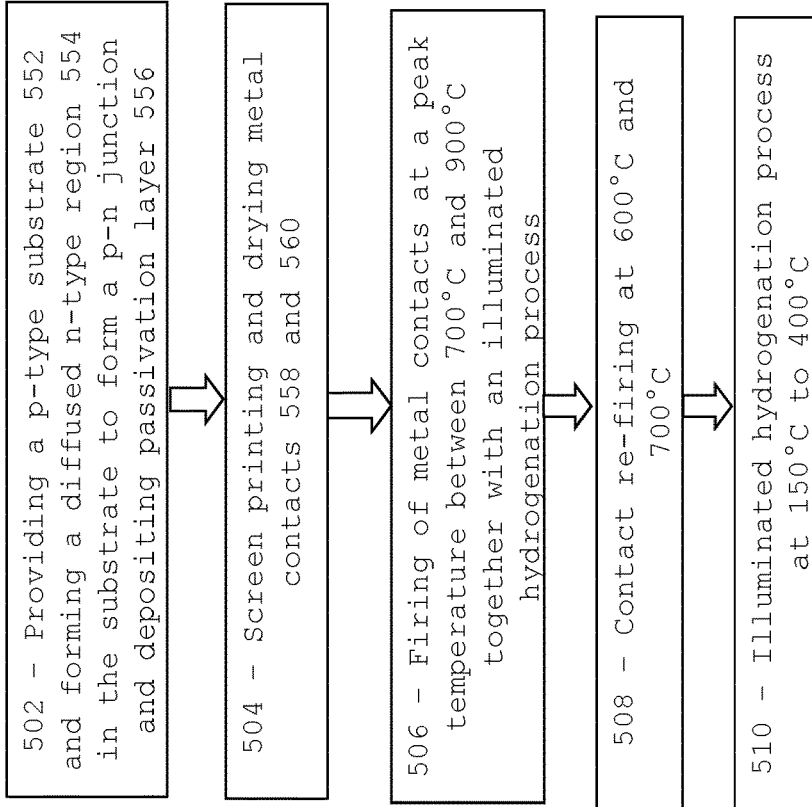 502 – Providing a p-type substrate 552
and forming a diffused n-type region 554
in the substrate to form a p-n junction
and depositing passivation layer 556
504 – Screen printing and drying metal
contacts 558 and 560
506 – Firing of metal contacts at a peak
temperature between 700°C and 900°C
together with an illuminated
hydrogenation process
508 – Contact re-firing at 600°C and
700°C
510 – Illuminated hydrogenation process
at 150°C to 400°C